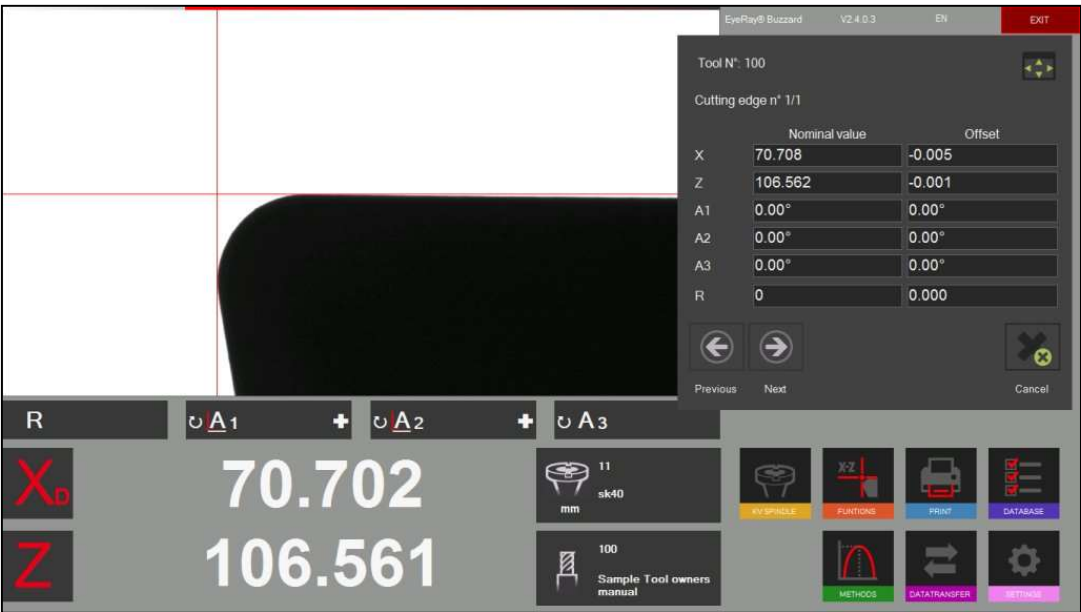 EyeRay® Buzzard V2.4.0.3 EN EXIT
Tool N°: 100
Cutting edge n° 1/1
Nominal value Offset
X 70.708 -0.005
Z 106.562 -0.001
A1 0.00° 0.00°
A2 0.00° 0.00°
A3 0.00° 0.00°
R 0 0.000
Previous Next Cancel
R A1 A2 A3
XD 70.702
Z 106.561
11
sk40
mm
100
Sample Tool owners
manual
X-Z
KV SPINDLE FUNTIONS PRINT DATABASE
METHODS DATATRANSFER SETTINGS